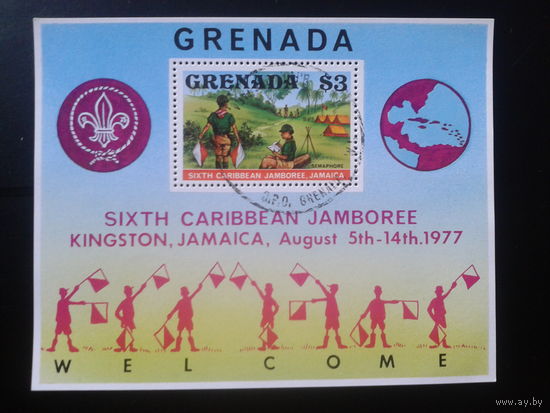 GRENADA
GRENADA $3
SEMAPHORE
SIXTH CARIBBEAN JAMBOREE, JAMAICA
G.P.O. GRENA
SIXTH CARIBBEAN JAMBOREE
KINGSTON, JAMAICA, August 5th-14th. 1977
W E L C O M E
www.ay.by